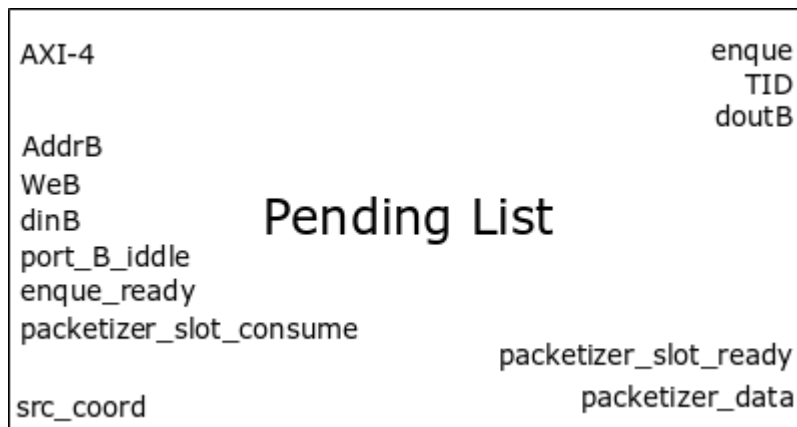 AXI-4
enque
TID
doutB
AddrB
WeB
dinB
Pending List
port_B_iddle
enque_ready
packetizer_slot_consume
packetizer_slot_ready
src_coord
packetizer_data